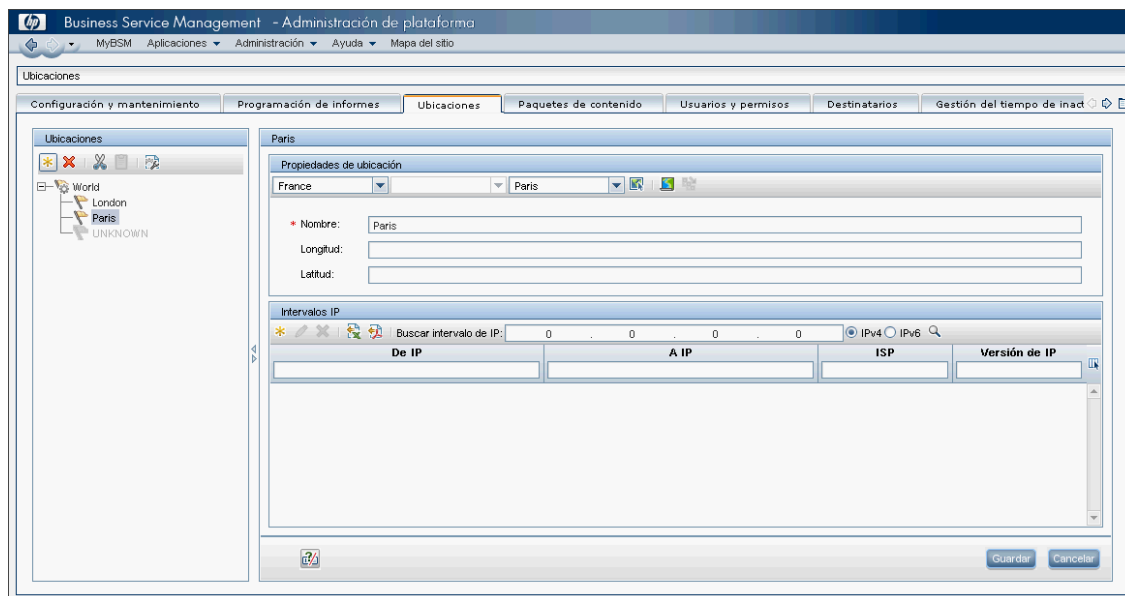 hp Business Service Management - Administración de plataforma
MyBSM Aplicaciones Administración Ayuda Mapa del sitio
Ubicaciones
Configuración y mantenimiento Programación de informes Ubicaciones Paquetes de contenido Usuarios y permisos Destinatarios Gestión del tiempo de inact
Ubicaciones
World
London
Paris
UNKNOWN
Paris
Propiedades de ubicación
France Paris
* Nombre: Paris
Longitud:
Latitud:
Intervalos IP
Buscar intervalo de IP: 0 . 0 . 0 . 0 IPv4 IPv6
De IP A IP ISP Versión de IP
Guardar Cancelar